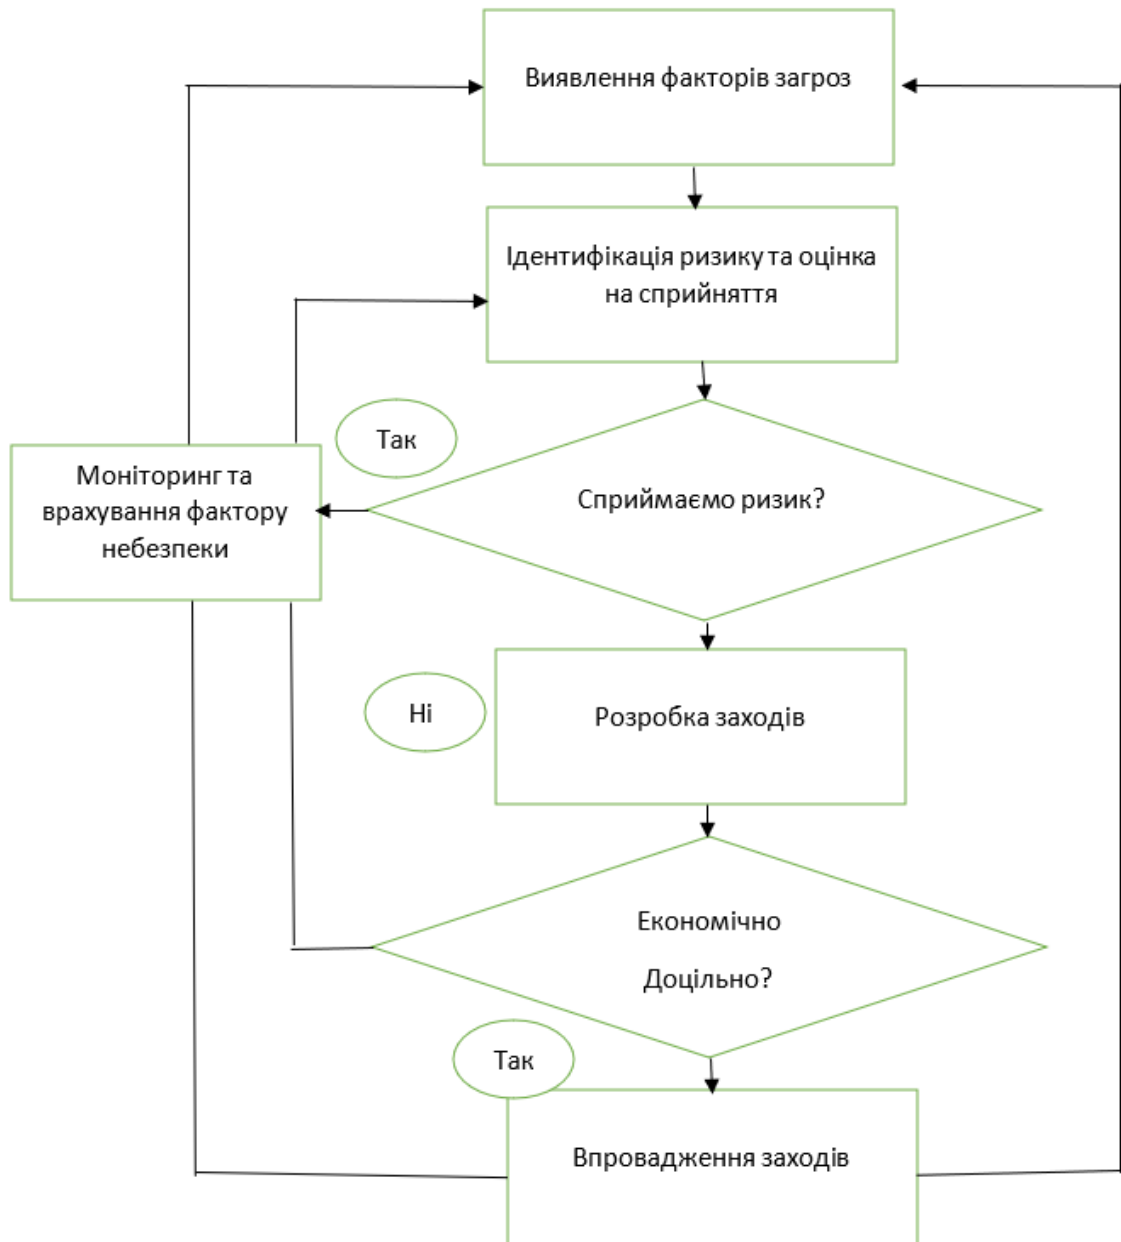 Виявлення факторів загроз
Ідентифікація ризику та оцінка
на сприйняття
Так
Сприймаємо ризик?
Моніторинг та
врахування фактору
небезпеки
Ні
Розробка заходів
Економічно
Доцільно?
Так
Впровадження заходів